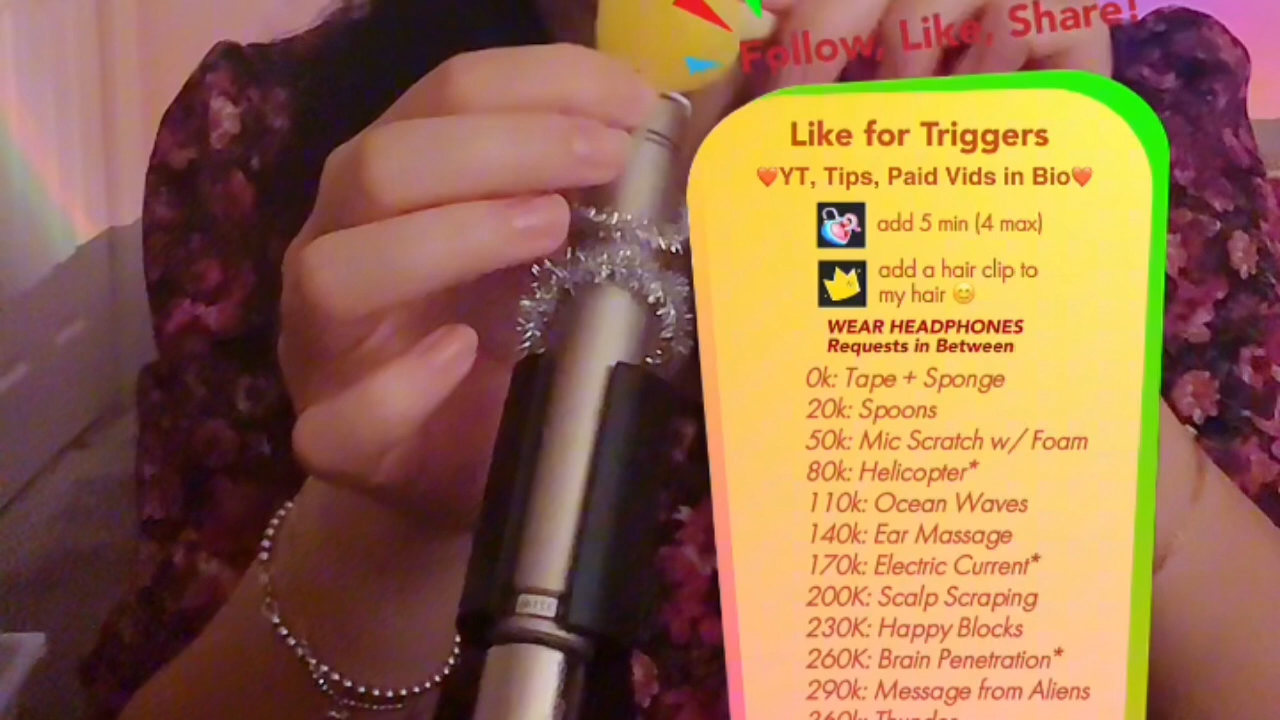 Follow, Like, Share!
Like for Triggers
❤️YT, Tips, Paid Vids in Bio❤️
add 5 min (4 max)
add a hair clip to
my hair 😊
WEAR HEADPHONES
Requests in Between
0k: Tape + Sponge
20k: Spoons
50k: Mic Scratch w/ Foam
80k: Helicopter*
110k: Ocean Waves
140k: Ear Massage
170k: Electric Current*
200K: Scalp Scraping
230K: Happy Blocks
260K: Brain Penetration*
290k: Message from Aliens